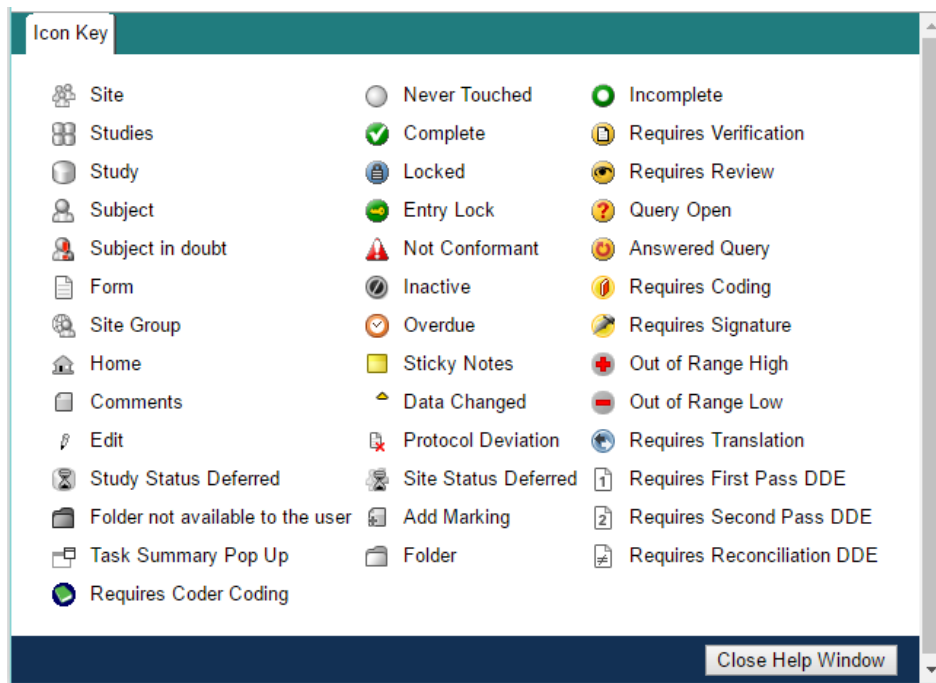 Icon Key
Site
Never Touched
Incomplete
Studies
Complete
Requires Verification
Study
Locked
Requires Review
Subject
Entry Lock
Query Open
Subject in doubt
Not Conformant
Answered Query
Form
Inactive
Requires Coding
Site Group
Overdue
Requires Signature
Home
Sticky Notes
Out of Range High
Comments
Data Changed
Out of Range Low
Edit
Protocol Deviation
Requires Translation
Study Status Deferred
Site Status Deferred
1
Requires First Pass DDE
Folder not available to the user
Add Marking
2
Requires Second Pass DDE
Task Summary Pop Up
Folder
≠
Requires Reconciliation DDE
Requires Coder Coding
Close Help Window